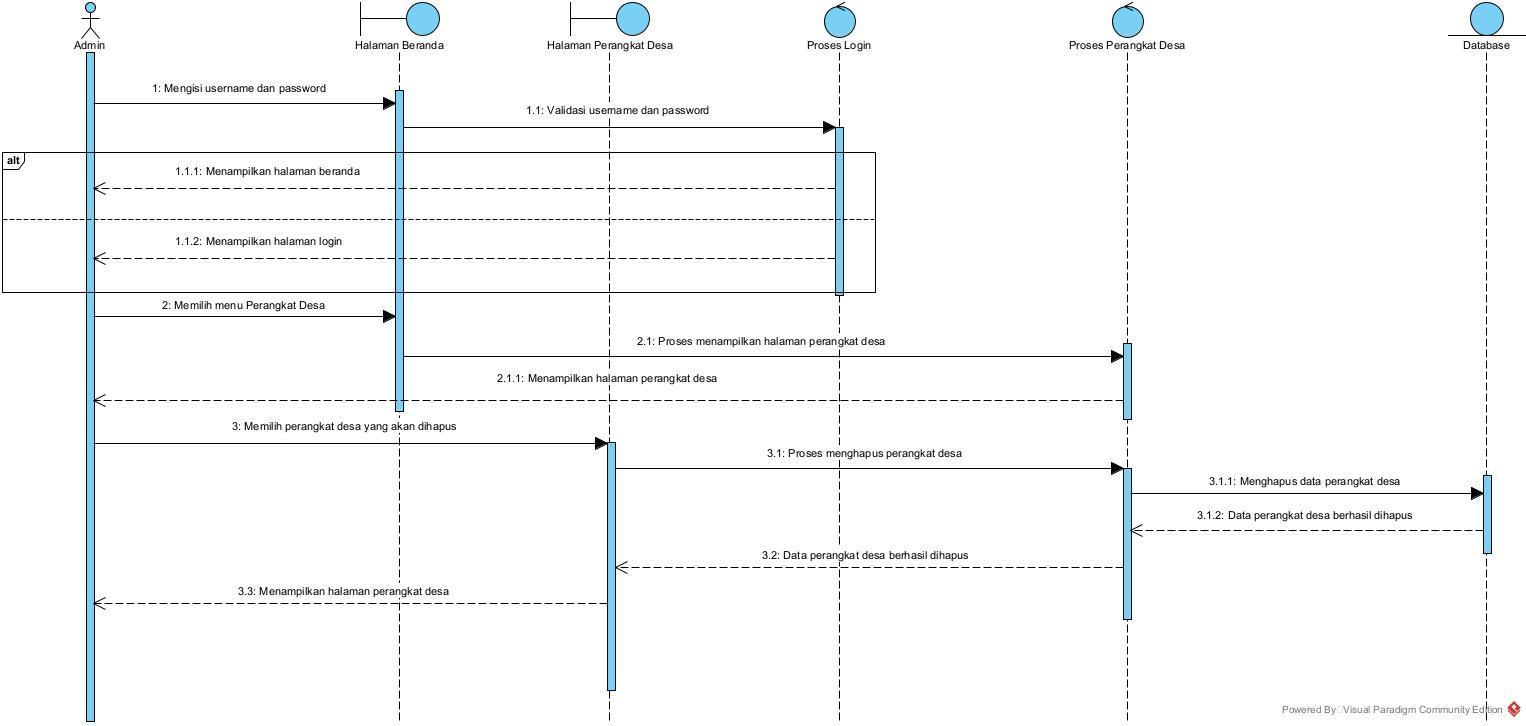 Admin
Halaman Beranda
Halaman Perangkat Desa
Proses Login
Proses Perangkat Desa
Database
1: Mengisi username dan password
1.1: Validasi username dan password
alt
1.1.1: Menampilkan halaman beranda
1.1.2: Menampilkan halaman login
2: Memilih menu Perangkat Desa
2.1: Proses menampilkan halaman perangkat desa
2.1.1: Menampilkan halaman perangkat desa
3: Memilih perangkat desa yang akan dihapus
3.1: Proses menghapus perangkat desa
3.1.1: Menghapus data perangkat desa
3.1.2: Data perangkat desa berhasil dihapus
3.2: Data perangkat desa berhasil dihapus
3.3: Menampilkan halaman perangkat desa
Powered By Visual Paradigm Community Edition